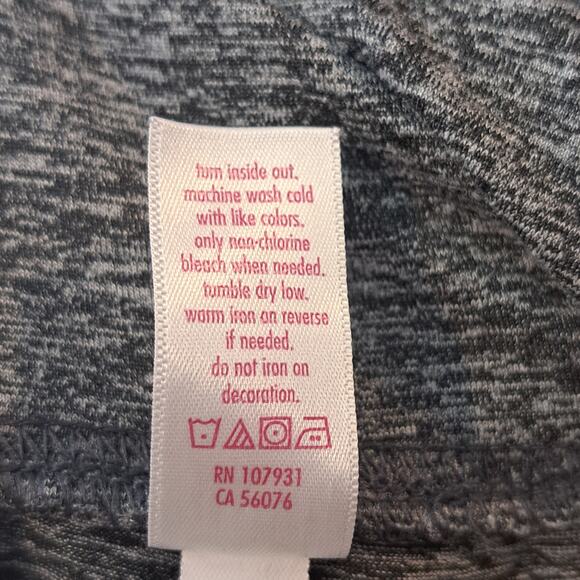 turn inside out.
machine wash cold
with like colors.
only non-chlorine
bleach when needed.
tumble dry low.
warm iron on reverse
if needed.
do not iron on
decoration.
RN 107931
CA 56076